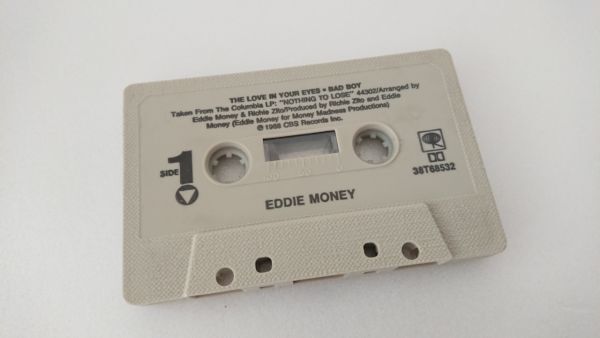 THE LOVE IN YOUR EYES • BAD BOY
Taken From The Columbia LP: "NOTHING TO LOSE" 44302/Arranged by
Eddie Money & Richie Zito/Produced by Richie Zito and Eddie
Money (Eddie Money for Money Madness Productions)
℗ 1988 CBS Records Inc.
SIDE 1
38T68532
EDDIE MONEY